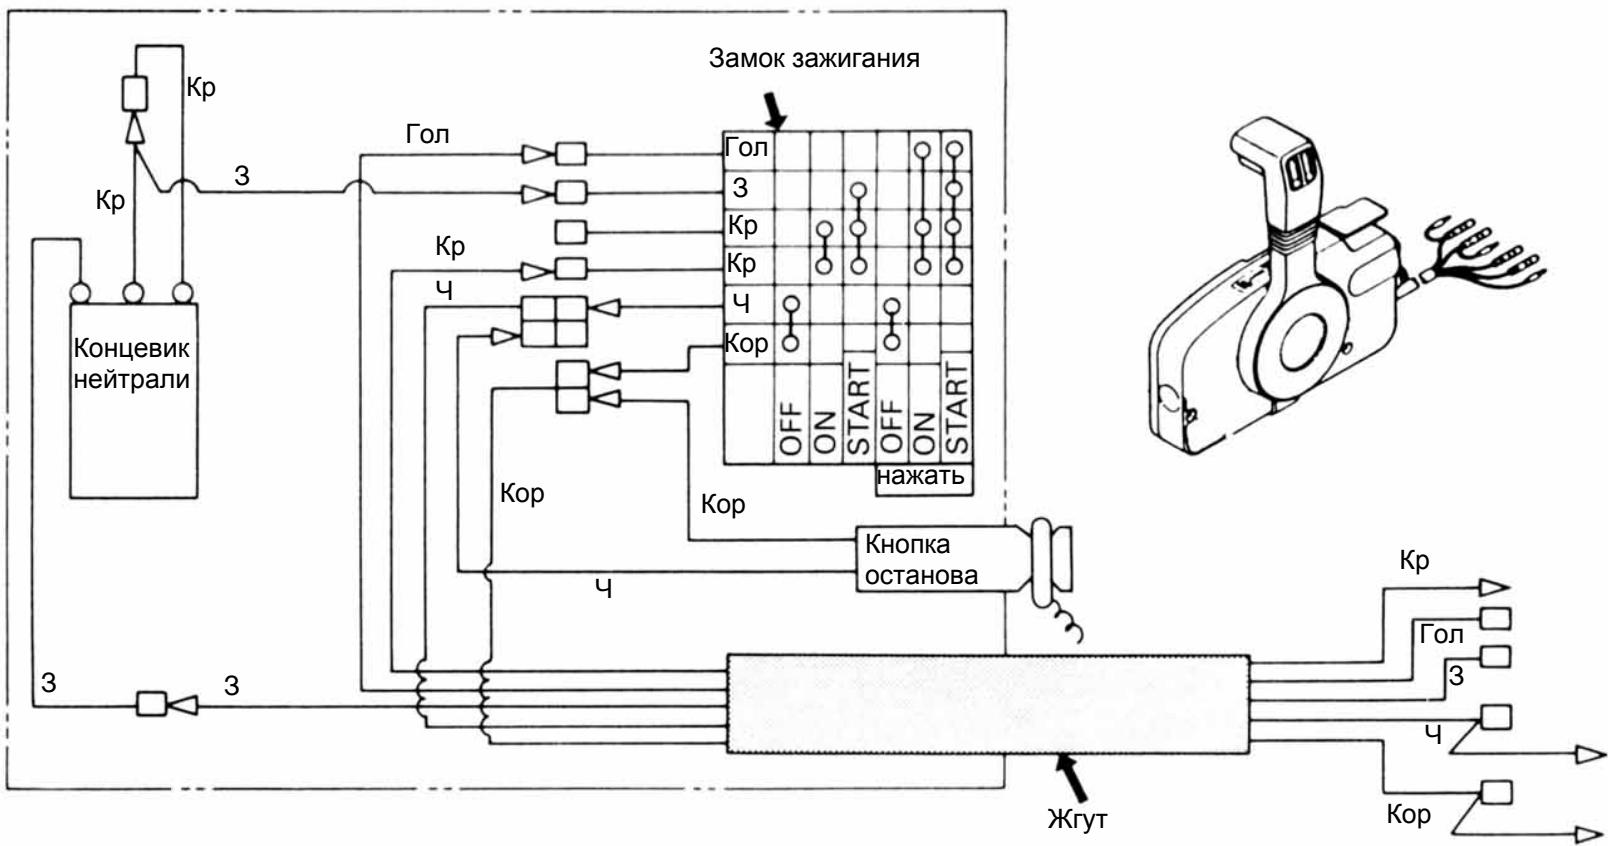 Замок зажигания
Кр
Гол
З
Кр
Кр
Ч
Гол
З
Кр
Кр
Ч
Кор
OFF
ON
START
OFF
ON
START
нажать
Концевик
нейтрали
Кор
Кор
Кнопка
останова
Ч
З
З
Кр
Гол
З
Ч
Кор
Жгут